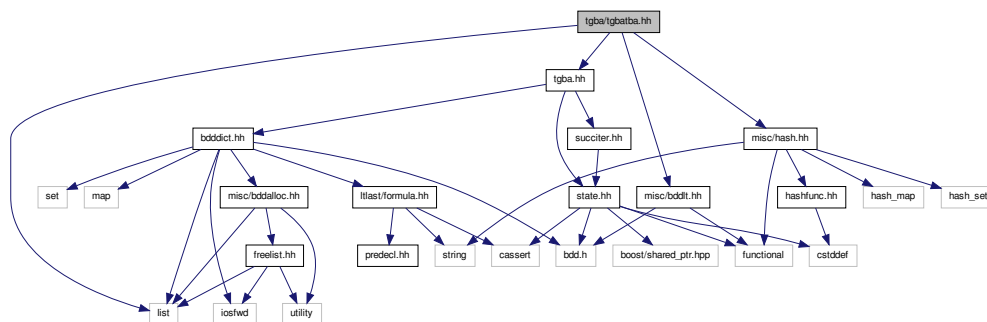 tgba/tgbatba.hh
tgba.hh
bdddict.hh
succiter.hh
misc/hash.hh
set
map
misc/bddalloc.hh
ltlast/formula.hh
state.hh
misc/bddlt.hh
hashfunc.hh
hash_map
hash_set
freelist.hh
predecl.hh
string
cassert
bdd.h
boost/shared_ptr.hpp
functional
cstddef
list
iosfwd
utility